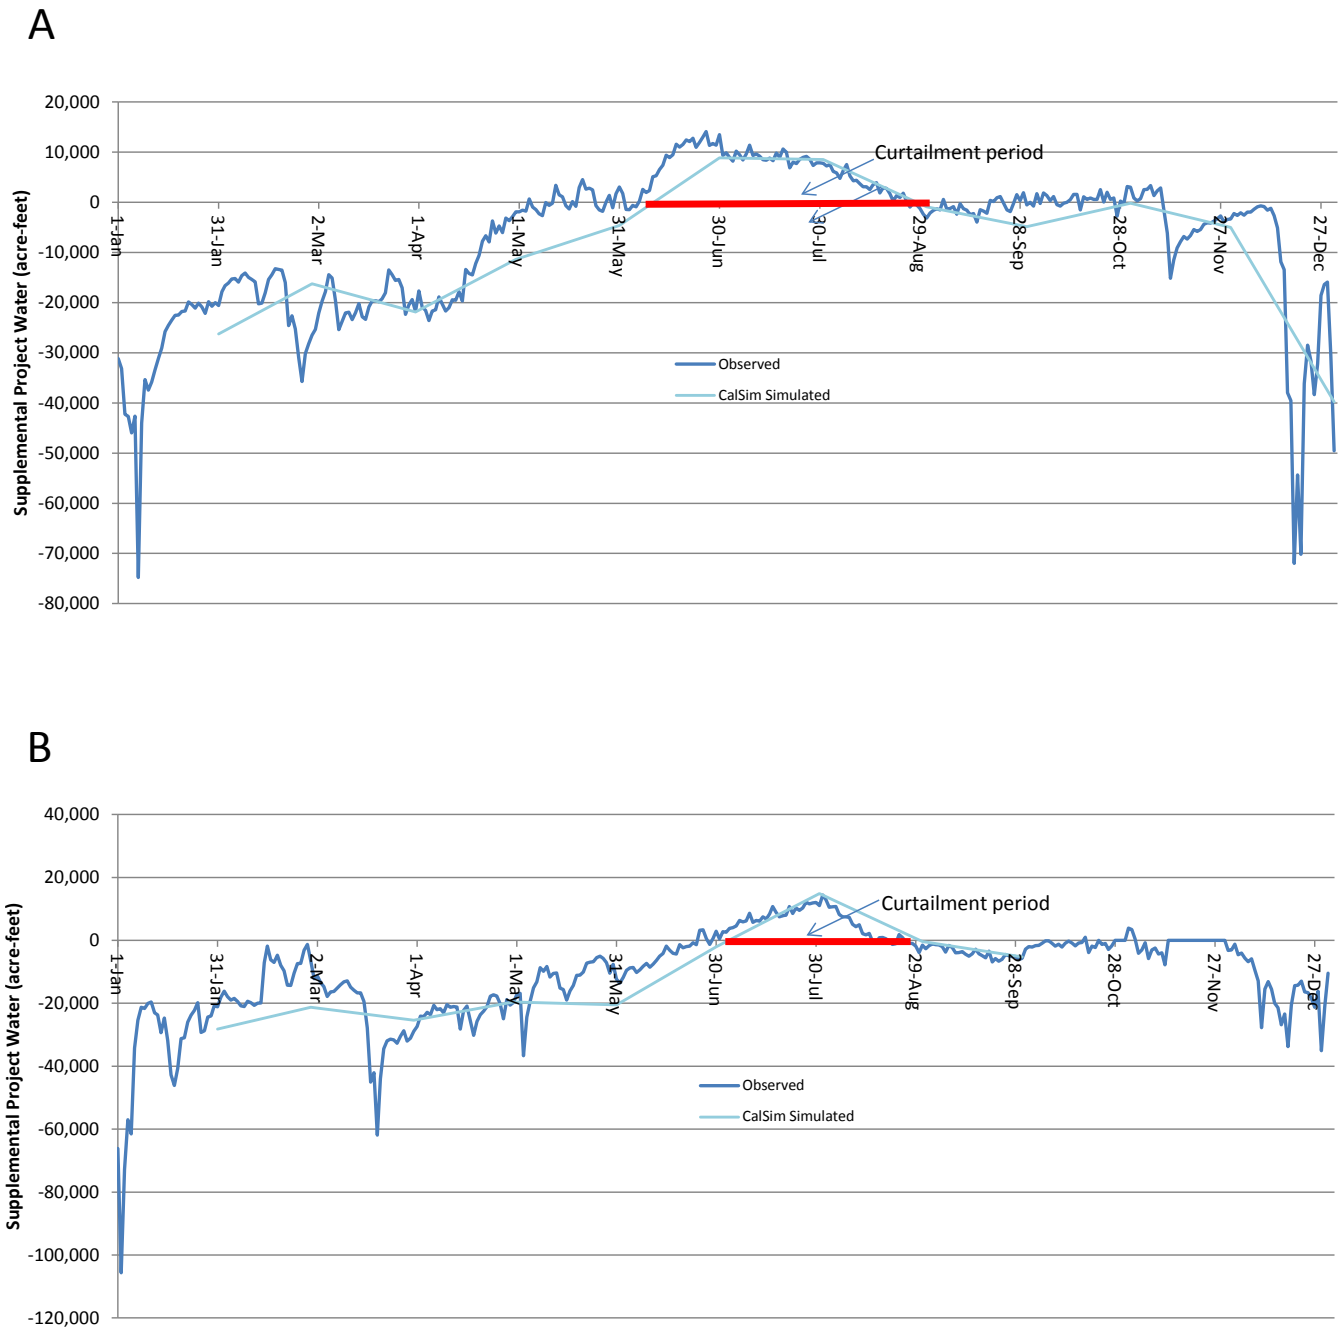 A
20,000
10,000
0
-10,000
-20,000
-30,000
-40,000
-50,000
-60,000
-70,000
-80,000
Supplemental Project Water (acre-feet)
1-Jan
31-Jan
2-Mar
1-Apr
1-May
31-May
30-Jun
30-Jul
29-Aug
28-Sep
28-Oct
27-Nov
27-Dec
Curtailment period
Observed
CalSim Simulated
B
40,000
20,000
0
-20,000
-40,000
-60,000
-80,000
-100,000
-120,000
Supplemental Project Water (acre-feet)
1-Jan
31-Jan
2-Mar
1-Apr
1-May
31-May
30-Jun
30-Jul
29-Aug
28-Sep
28-Oct
27-Nov
27-Dec
Curtailment period
Observed
CalSim Simulated